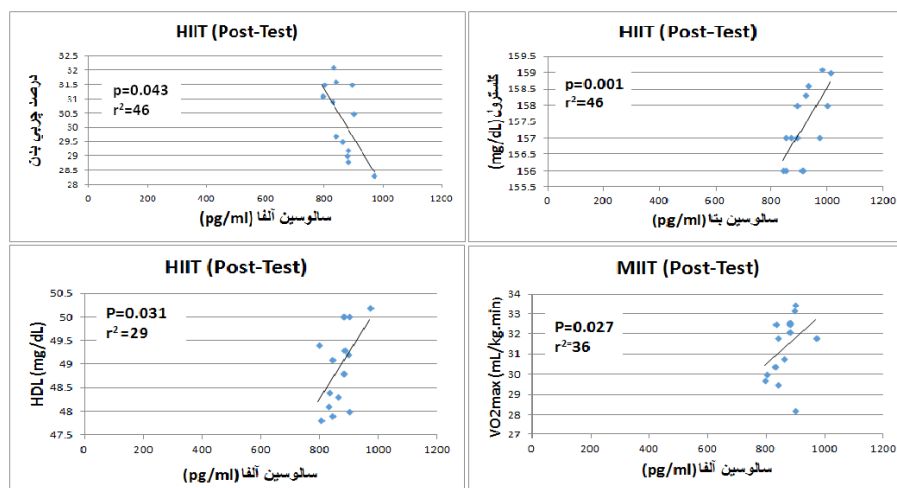 HIIT (Post-Test)
درصد چربي بدن
32.5
32
31.5
31
30.5
30
29.5
29
28.5
28
p=0.043
r²=46
0 200 400 600 800 1000 1200
سالوسين آلفا (pg/ml)
HIIT (Post-Test)
كلسترول (mg/dL)
159.5
159
158.5
158
157.5
157
156.5
156
155.5
p=0.001
r²=46
0 200 400 600 800 1000 1200
سالوسين بتا (pg/ml)
HIIT (Post-Test)
HDL (mg/dL)
50.5
50
49.5
49
48.5
48
47.5
P=0.031
r²=29
0 200 400 600 800 1000 1200
سالوسين آلفا (pg/ml)
MIIT (Post-Test)
VO2max (mL/kg.min)
34
33
32
31
30
29
28
27
P=0.027
r²=36
0 200 400 600 800 1000 1200
سالوسين آلفا (pg/ml)